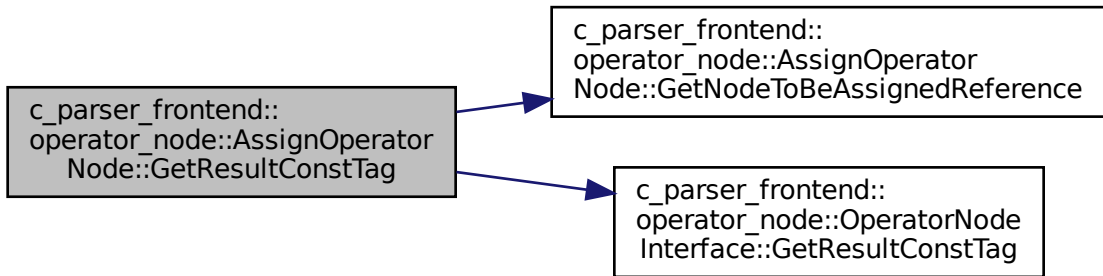 c_parser_frontend::
operator_node::AssignOperator
Node::GetResultConstTag
c_parser_frontend::
operator_node::AssignOperator
Node::GetNodeToBeAssignedReference
c_parser_frontend::
operator_node::OperatorNode
Interface::GetResultConstTag